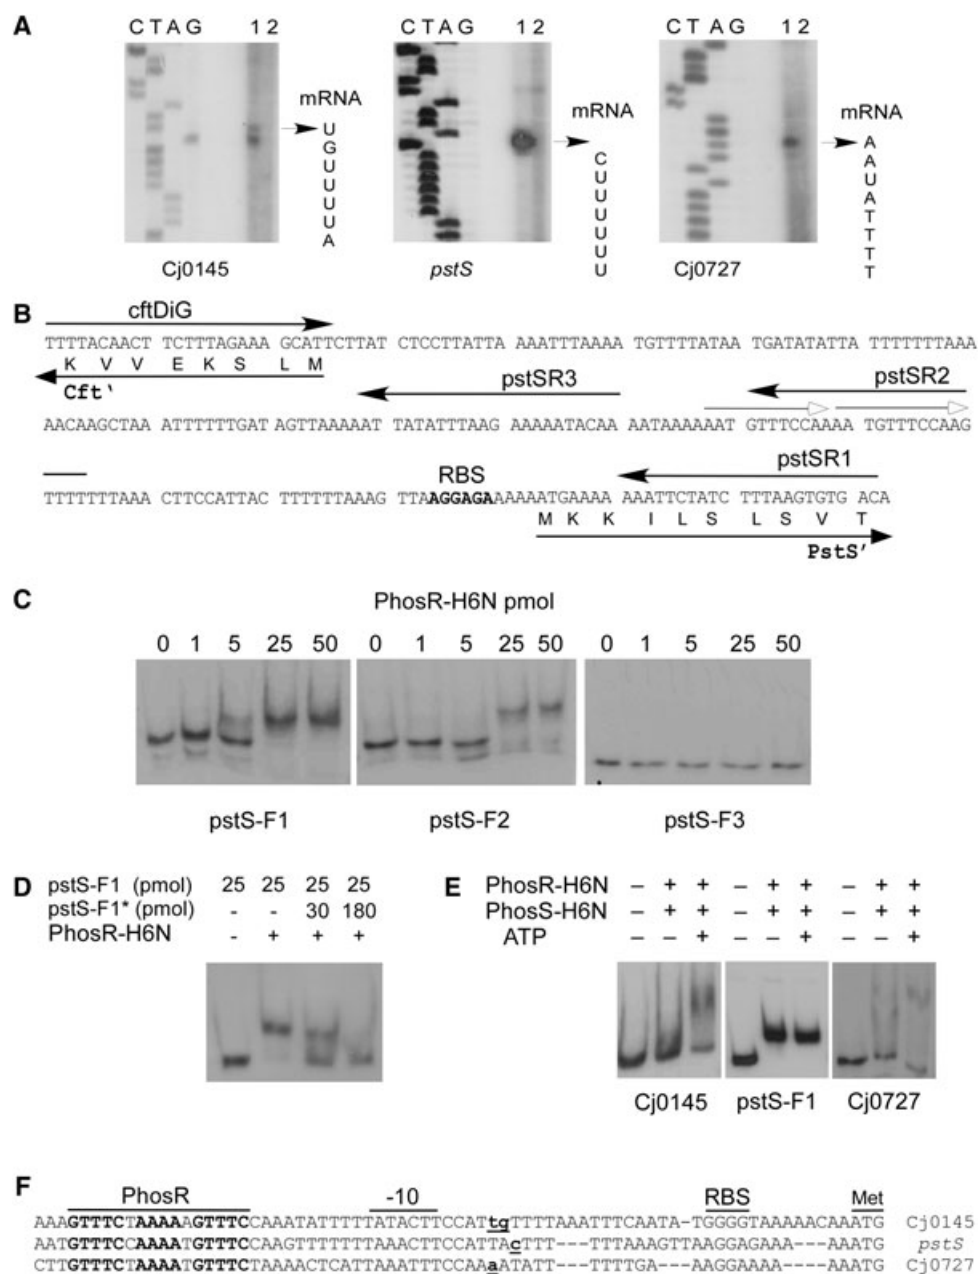 A
C T A G 1 2
C T A G 1 2
C T A G 1 2
mRNA
U
G
U
U
U
U
A
mRNA
C
U
U
U
U
U
U
mRNA
A
A
U
A
T
T
T
T
Cj0145
pstS
Cj0727
B
cftDiG
TTTTACAACT TCTTTAGAAA GCATTCTTAT CTCCTTATTA AAATTTAAAA TGTTTTATAA TGATATATTA TTTTTTTAAA
K V V E K S L M
Cft‘
pstSR3
pstSR2
AACAAGCTAA ATTTTTTGAT AGTTAAAAAT TATATTTAAG AAAAATACAA AATAAAAAAT GTTTCCAAAA TGTTTCCAAG
RBS
pstSR1
TTTTTTTAAA CTTCCATTAC TTTTTTAAAG TTAAGGAGAAAAAATGAAAA AAATTCTATC TTTAAGTGTG ACA
M K K I L S L S V T
PstS’
C
PhosR-H6N pmol
0 1 5 25 50
0 1 5 25 50
0 1 5 25 50
pstS-F1
pstS-F2
pstS-F3
D
pstS-F1 (pmol) 25 25 25 25
pstS-F1* (pmol) - - 30 180
PhosR-H6N - + + +
E
PhosR-H6N – + + – + + – + +
PhosS-H6N – + + – + + – + +
ATP – – + – – + – – +
Cj0145
pstS-F1
Cj0727
F
PhosR
-10
RBS
Met
AAAGTTTCTAAAAAGTTTCCAAATATTTTTATACTTCCATtgTTTTAAATTTCAATA-TGGGGTAAAAACAAATG Cj0145
AATGTTTCCAAAATGTTTCCAAGTTTTTTTAAACTTCCATTAcTTT---TTTAAAGTTAAGGAGAAA----AAATG pstS
CTTGTTTCTAAAATGTTTCTAAAACTCATTAAAATTTCCAAaATATT----TTTTGA---AAGGAAAA----AAATG Cj0727